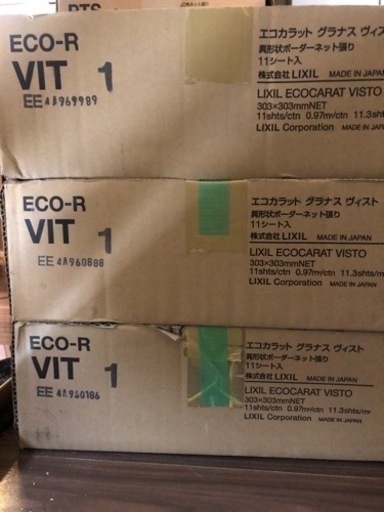 ECO-R
VIT 1
EE 4A969989
エコカラット グラナス ヴィスト
異形状ボーダーネット張り
11シート入
株式会社 LIXIL MADE IN JAPAN
LIXIL ECOCARAT VISTO
303×303mmNET
11shts/ctn 0.97m²/ctn 11.3shts/m
LIXIL Corporation MADE IN JAPAN
ECO-R
VIT 1
EE 4A960888
エコカラット グラナス ヴィスト
異形状ボーダーネット張り
11シート入
株式会社 LIXIL MADE IN JAPAN
LIXIL ECOCARAT VISTO
303×303mmNET
11shts/ctn 0.97m²/ctn 11.3shts/m
LIXIL Corporation MADE IN JAPAN
ECO-R
VIT 1
EE 4A960186
エコカラット グラナス ヴィスト
異形状ボーダーネット張り
11シート入
株式会社 LIXIL MADE IN JAPAN
LIXIL ECOCARAT VISTO
303×303mmNET
11shts/ctn 0.97m²/ctn 11.3shts/m
LIXIL Corporation MADE IN JAPAN